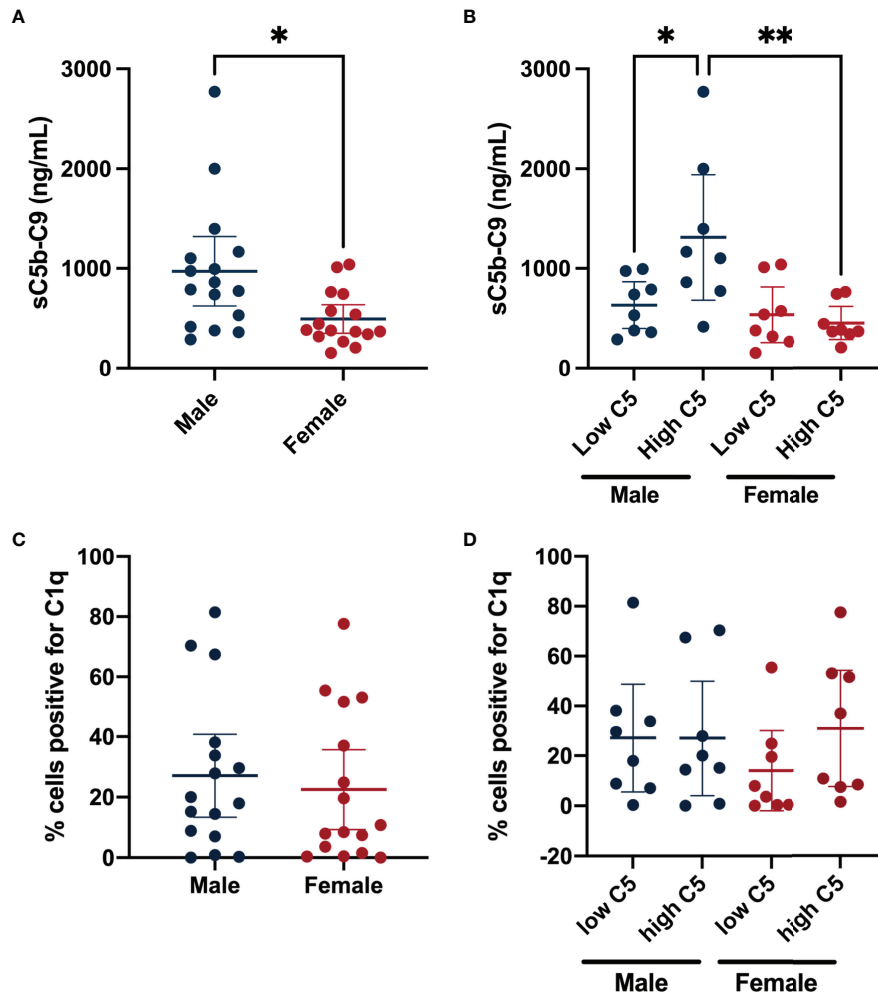 A
*
sC5b-C9 (ng/mL)
3000
2000
1000
0
Male
Female
B
*
**
sC5b-C9 (ng/mL)
3000
2000
1000
0
Low C5
High C5
Low C5
High C5
Male
Female
C
% cells positive for C1q
100
80
60
40
20
0
Male
Female
D
% cells positive for C1q
100
80
60
40
20
0
-20
low C5
high C5
low C5
high C5
Male
Female